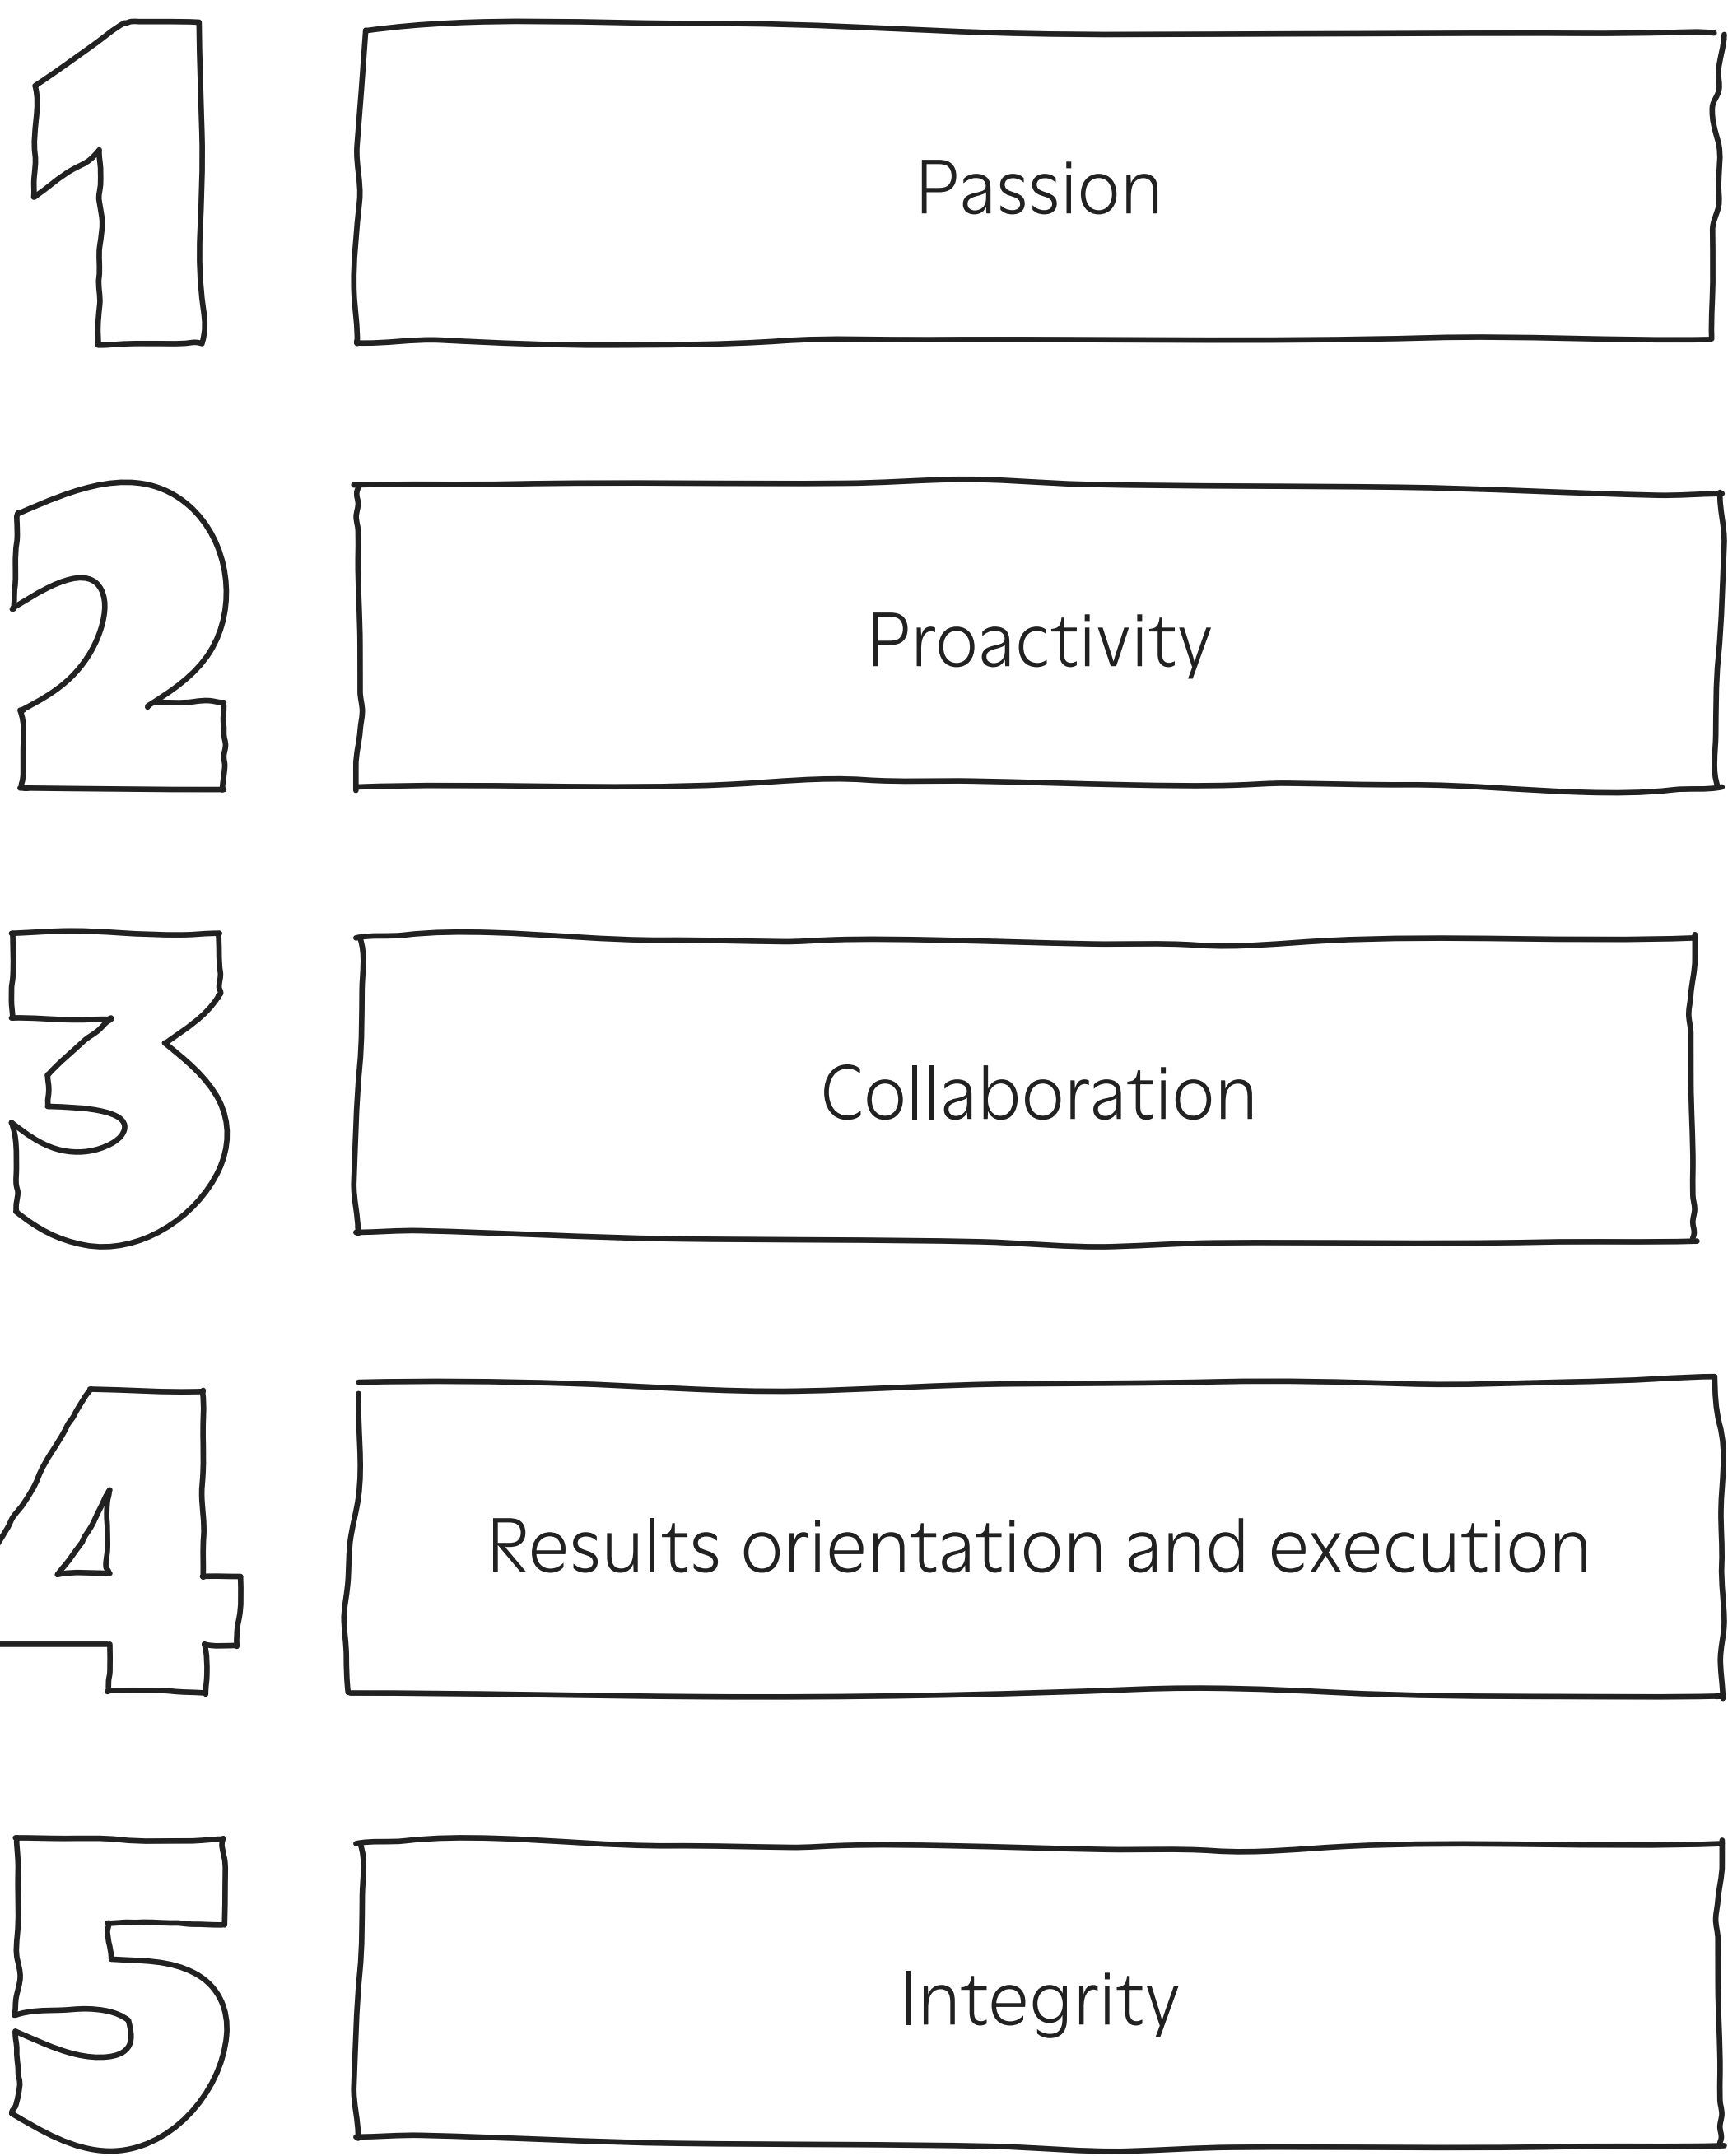 1 Passion
2 Proactivity
3 Collaboration
4 Results orientation and execution
5 Integrity